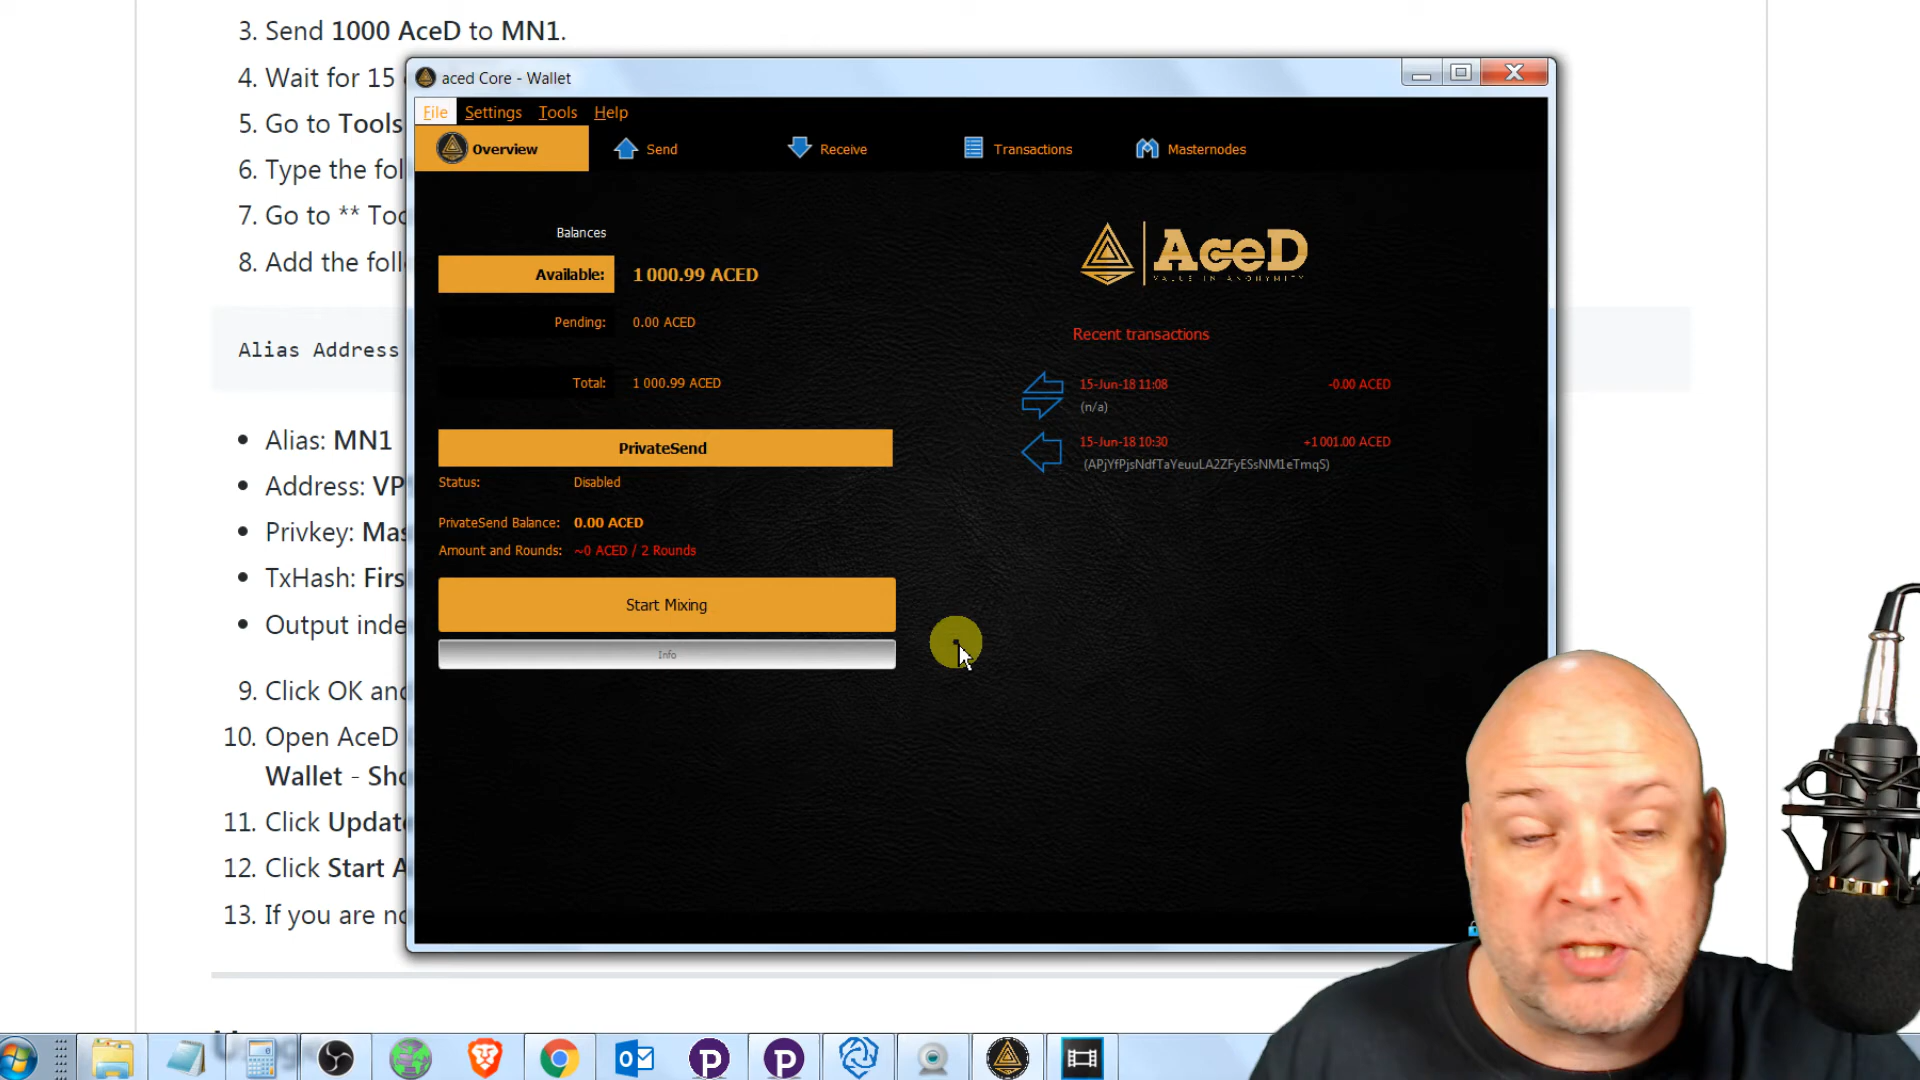 3. Send 1000 AceD to MN1.
4. Wait for 15
5. Go to Tools
6. Type the fol
7. Go to ** Too
8. Add the follo
Alias Address
Alias: MN1
Address: VP
Privkey: Mas
TxHash: Firs
Output inde
9. Click OK and
10. Open AceD
Wallet - Sho
11. Click Update
12. Click Start A
13. If you are no
aced Core - Wallet
File Settings Tools Help
Overview Send Receive Transactions Masternodes
Balances
Available: 1 000.99 ACED
Pending: 0.00 ACED
Total: 1 000.99 ACED
PrivateSend
Status: Disabled
PrivateSend Balance: 0.00 ACED
Amount and Rounds: ~0 ACED / 2 Rounds
Start Mixing
Info
AceD
VALUE IN ANONYMITY
Recent transactions
15-Jun-18 11:08 -0.00 ACED
(n/a)
15-Jun-18 10:30 +1 001.00 ACED
(APjYfPjsNdfTaYeuuLA2ZFyESsNM1eTmqS)